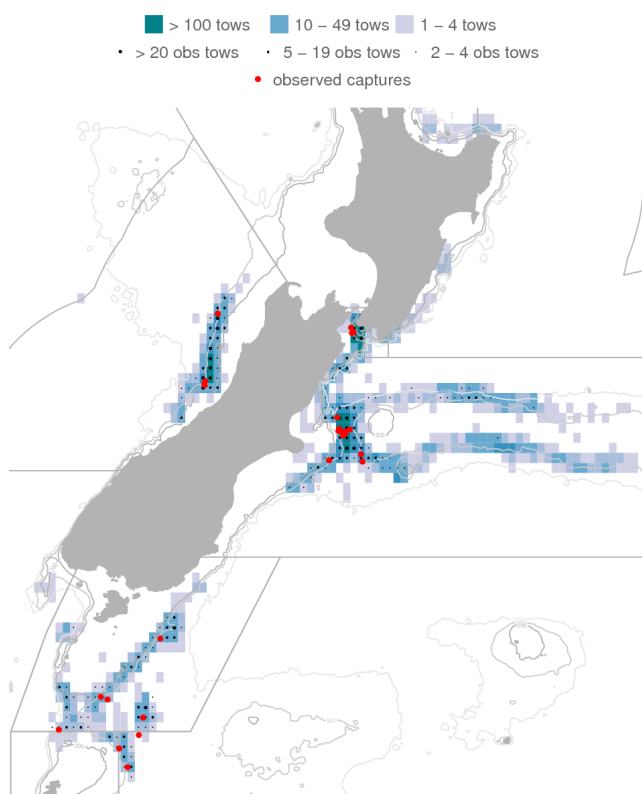 > 100 tows 10 – 49 tows 1 – 4 tows
> 20 obs tows 5 – 19 obs tows 2 – 4 obs tows
observed captures